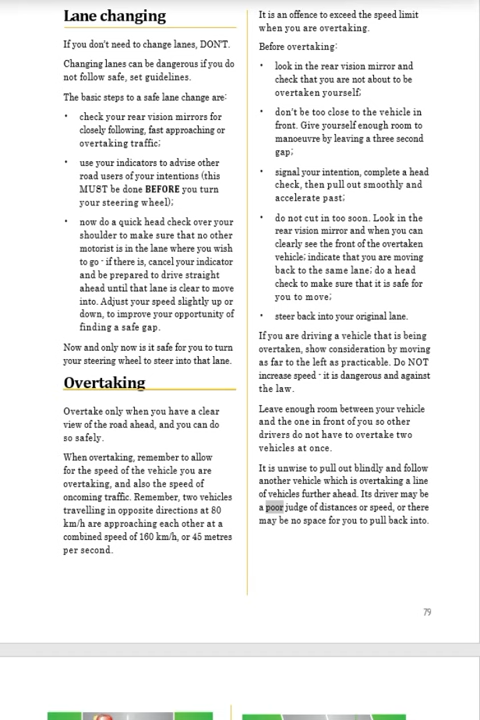 Lane changing
If you don't need to change lanes, DON'T.
Changing lanes can be dangerous if you do
not follow safe, set guidelines.
The basic steps to a safe lane change are:
• check your rear vision mirrors for
closely following, fast approaching or
overtaking traffic;
• use your indicators to advise other
road users of your intentions (this
MUST be done BEFORE you turn
your steering wheel);
• now do a quick head check over your
shoulder to make sure that no other
motorist is in the lane where you wish
to go - if there is, cancel your indicator
and be prepared to drive straight
ahead until that lane is clear to move
into. Adjust your speed slightly up or
down, to improve your opportunity of
finding a safe gap.
Now and only now is it safe for you to turn
your steering wheel to steer into that lane.
Overtaking
Overtake only when you have a clear
view of the road ahead, and you can do
so safely.
When overtaking, remember to allow
for the speed of the vehicle you are
overtaking, and also the speed of
oncoming traffic. Remember, two vehicles
travelling in opposite directions at 80
km/h are approaching each other at a
combined speed of 160 km/h, or 45 metres
per second.
It is an offence to exceed the speed limit
when you are overtaking.
Before overtaking:
• look in the rear vision mirror and
check that you are not about to be
overtaken yourself;
• don't be too close to the vehicle in
front. Give yourself enough room to
manoeuvre by leaving a three second
gap;
• signal your intention, complete a head
check, then pull out smoothly and
accelerate past;
• do not cut in too soon. Look in the
rear vision mirror and when you can
clearly see the front of the overtaken
vehicle; indicate that you are moving
back to the same lane; do a head
check to make sure that it is safe for
you to move;
• steer back into your original lane.
If you are driving a vehicle that is being
overtaken, show consideration by moving
as far to the left as practicable. Do NOT
increase speed - it is dangerous and against
the law.
Leave enough room between your vehicle
and the one in front of you so other
drivers do not have to overtake two
vehicles at once.
It is unwise to pull out blindly and follow
another vehicle which is overtaking a line
of vehicles further ahead. Its driver may be
a poor judge of distances or speed, or there
may be no space for you to pull back into.
79